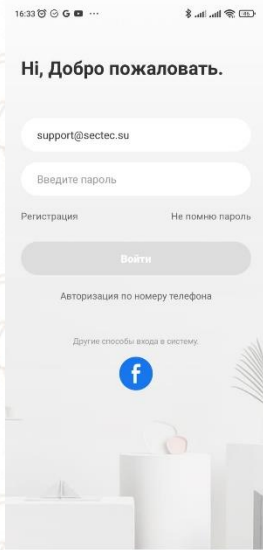 16:33 G ...
Hi, Добро пожаловать.
support@sectec.su
Введите пароль
Регистрация Не помню пароль
Войти
Авторизация по номеру телефона
Другие способы входа в систему.
f